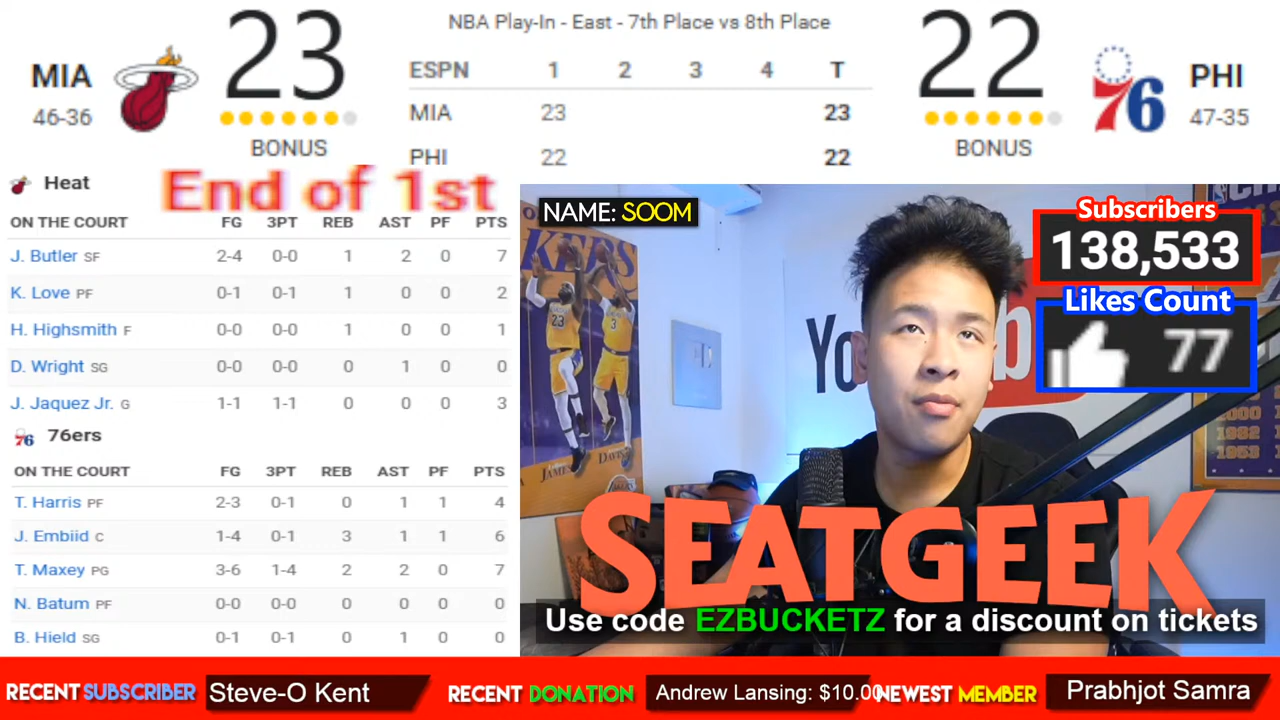 MIA
46-36
23
BONUS
NBA Play-In - East - 7th Place vs 8th Place
ESPN 1 2 3 4 T
MIA 23 23
PHI 22 22
22
BONUS
PHI
47-35
76
Heat
End of 1st
ON THE COURT FG 3PT REB AST PF PTS
J. Butler SF 2-4 0-0 1 2 0 7
K. Love PF 0-1 0-1 1 0 0 2
H. Highsmith F 0-0 0-0 1 0 0 1
D. Wright SG 0-0 0-0 0 1 0 0
J. Jaquez Jr. G 1-1 1-1 0 0 0 3
76ers
ON THE COURT FG 3PT REB AST PF PTS
T. Harris PF 2-3 0-1 0 1 1 4
J. Embiid C 1-4 0-1 3 1 1 6
T. Maxey PG 3-6 1-4 2 2 0 7
N. Batum PF 0-0 0-0 0 0 0 0
B. Hield SG 0-1 0-1 0 1 0 0
NAME: SOOM
KERS
23
3
JAMES
DAVIS
You
b
Subscribers
138,533
Likes Count
77
SEATGEEK
Use code EZBUCKETZ for a discount on tickets
RECENT SUBSCRIBER Steve-O Kent
RECENT DONATION Andrew Lansing: $10.00
NEWEST MEMBER Prabhjot Samra